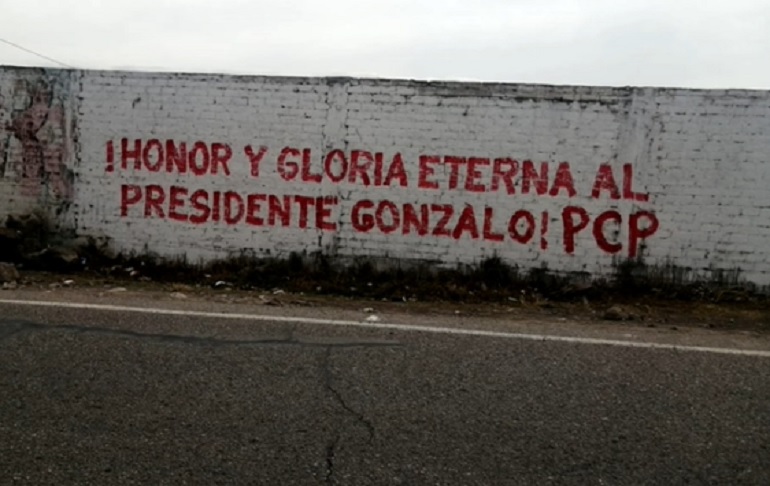 ¡HONOR Y GLORIA ETERNA AL
PRESIDENTE GONZALO! PCP